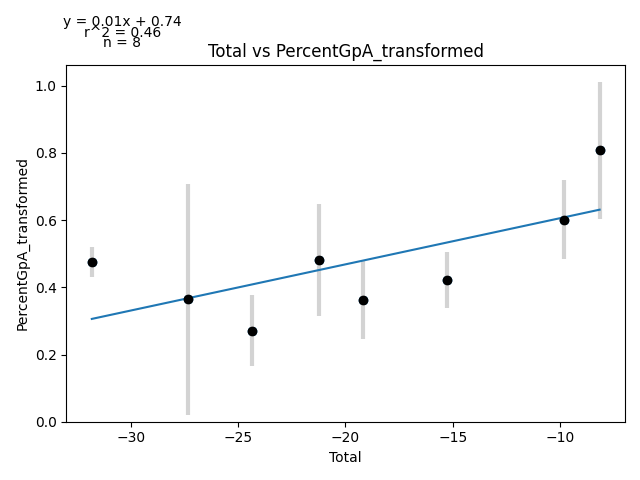 y = 0.01x + 0.74
r^2 = 0.46
n = 8
Total vs PercentGpA_transformed
PercentGpA_transformed
1.0
0.8
0.6
0.4
0.2
0.0
−30
−25
−20
−15
−10
Total